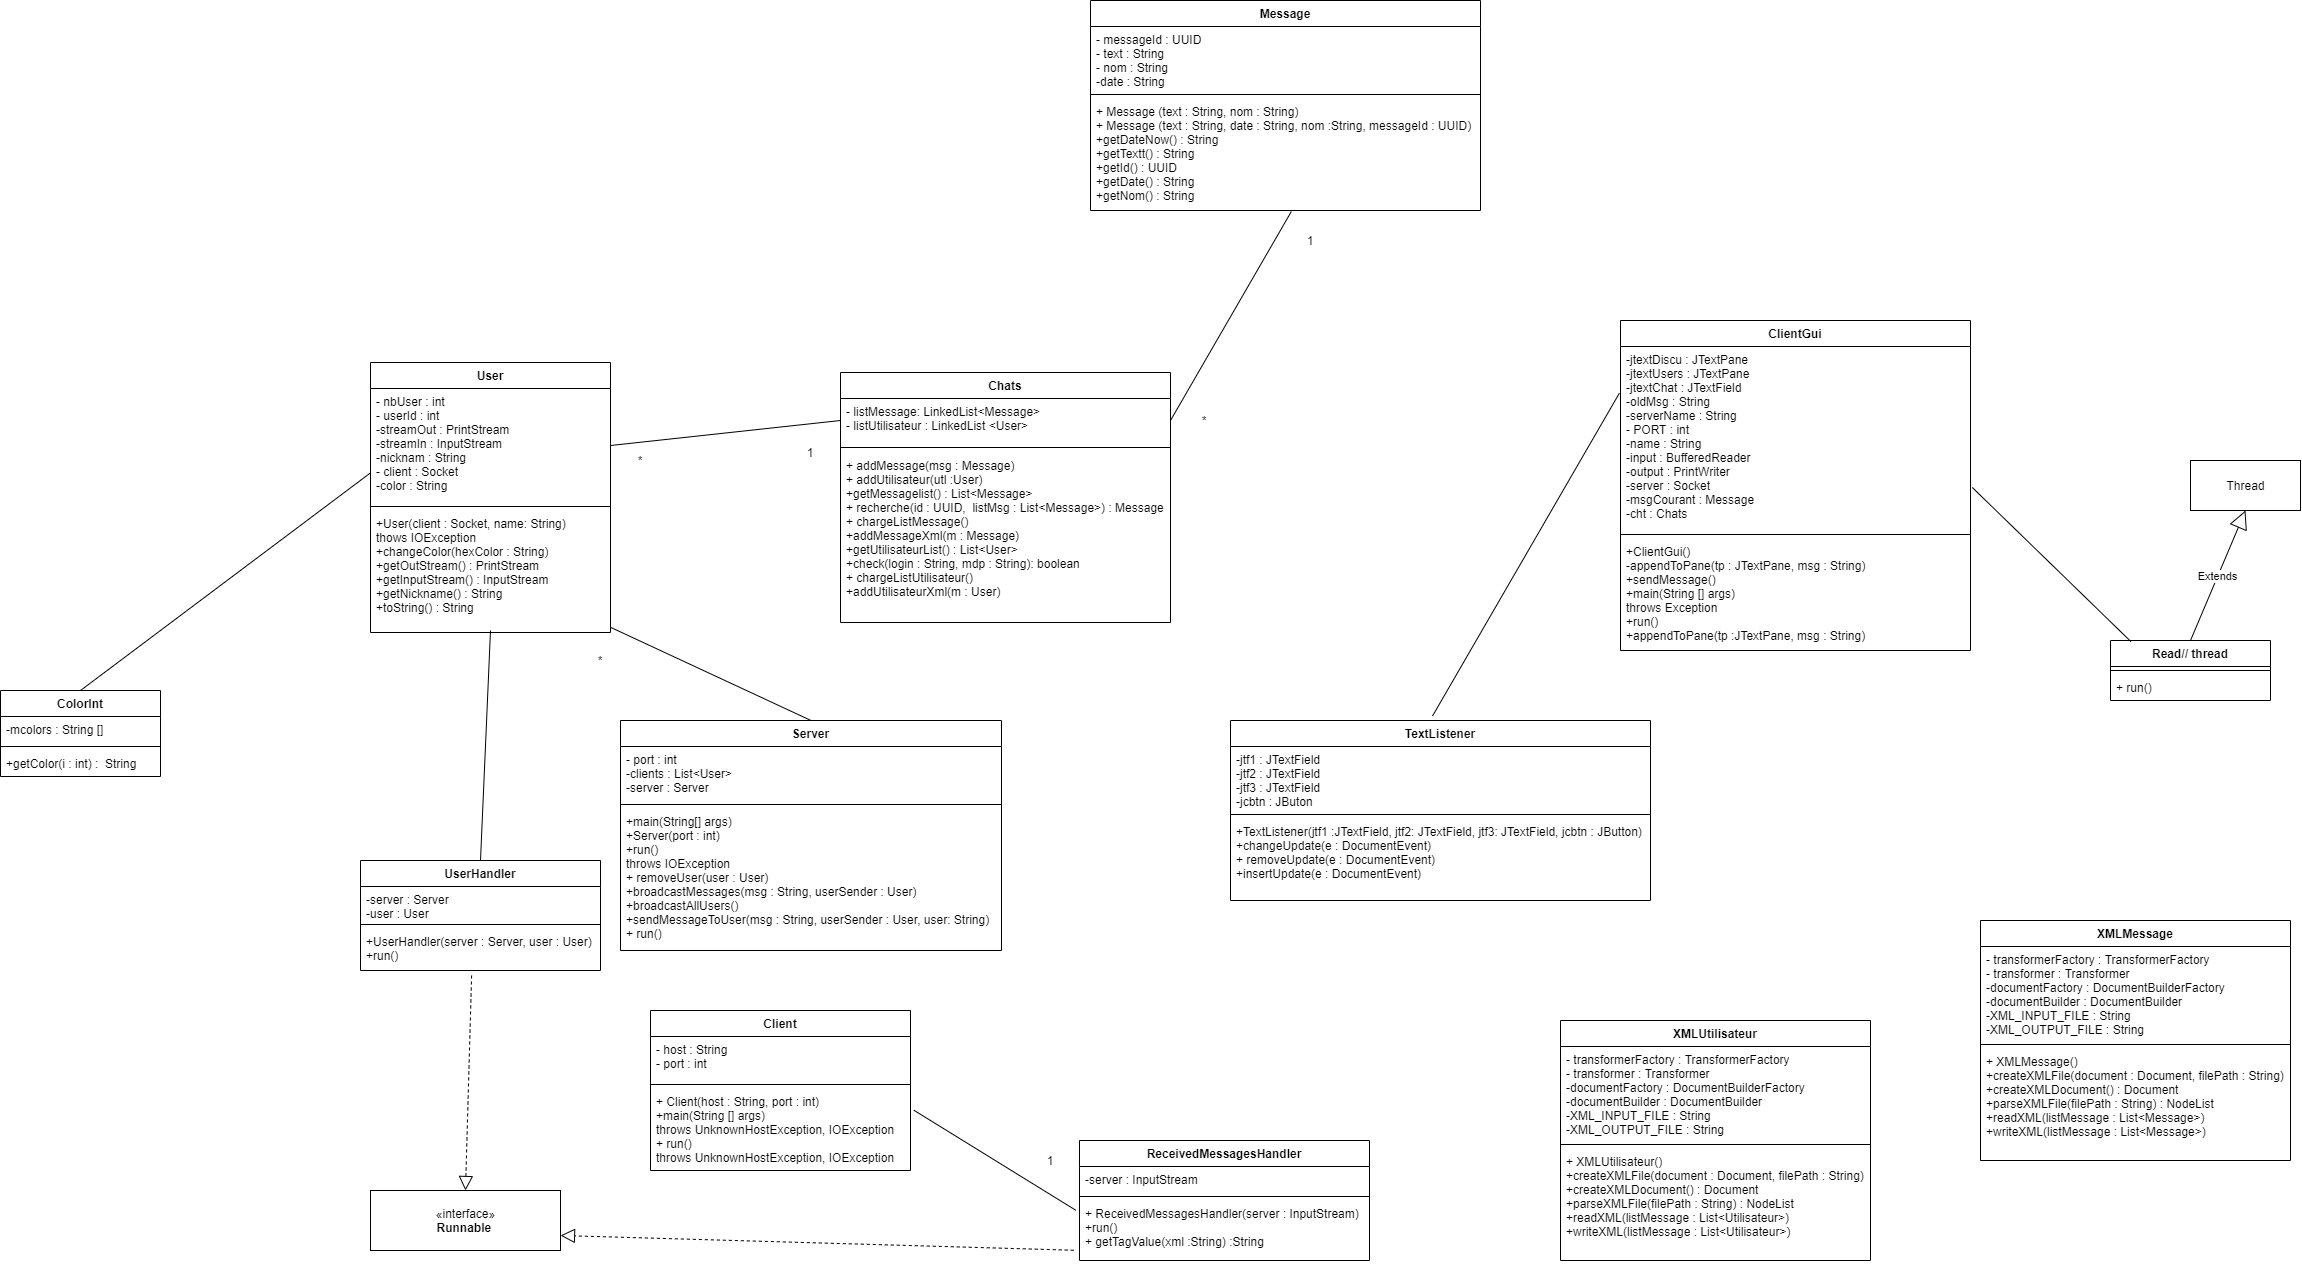 Message
- messageId : UUID
- text : String
- nom : String
-date : String
+ Message (text : String, nom : String)
+ Message (text : String, date : String, nom :String, messageId : UUID)
+getDateNow() : String
+getTextt() : String
+getId() : UUID
+getDate() : String
+getNom() : String
1
*
User
- nbUser : int
- userId : int
-streamOut : PrintStream
-streamIn : InputStream
-nicknam : String
- client : Socket
-color : String
+User(client : Socket, name: String)
thows IOException
+changeColor(hexColor : String)
+getOutStream() : PrintStream
+getInputStream() : InputStream
+getNickname() : String
+toString() : String
*
1
*
Chats
- listMessage: LinkedList<Message>
- listUtilisateur : LinkedList <User>
+ addMessage(msg : Message)
+ addUtilisateur(utl :User)
+getMessagelist() : List<Message>
+ recherche(id : UUID,  listMsg : List<Message>) : Message
+ chargeListMessage()
+addMessageXml(m : Message)
+getUtilisateurList() : List<User>
+check(login : String, mdp : String): boolean
+ chargeListUtilisateur()
+addUtilisateurXml(m : User)
ClientGui
-jtextDiscu : JTextPane
-jtextUsers : JTextPane
-jtextChat : JTextField
-oldMsg : String
-serverName : String
- PORT : int
-name : String
-input : BufferedReader
-output : PrintWriter
-server : Socket
-msgCourant : Message
-cht : Chats
+ClientGui()
-appendToPane(tp : JTextPane, msg : String)
+sendMessage()
+main(String [] args)
throws Exception
+run()
+appendToPane(tp :JTextPane, msg : String)
Thread
Extends
Read// thread
+ run()
ColorInt
-mcolors : String []
+getColor(i : int) :  String
Server
- port : int
-clients : List<User>
-server : Server
+main(String[] args)
+Server(port : int)
+run()
throws IOException
+ removeUser(user : User)
+broadcastMessages(msg : String, userSender : User)
+broadcastAllUsers()
+sendMessageToUser(msg : String, userSender : User, user: String)
+ run()
TextListener
-jtf1 : JTextField
-jtf2 : JTextField
-jtf3 : JTextField
-jcbtn : JButon
+TextListener(jtf1 :JTextField, jtf2: JTextField, jtf3: JTextField, jcbtn : JButton)
+changeUpdate(e : DocumentEvent)
+ removeUpdate(e : DocumentEvent)
+insertUpdate(e : DocumentEvent)
UserHandler
-server : Server
-user : User
+UserHandler(server : Server, user : User)
+run()
XMLMessage
- transformerFactory : TransformerFactory
- transformer : Transformer
-documentFactory : DocumentBuilderFactory
-documentBuilder : DocumentBuilder
-XML_INPUT_FILE : String
-XML_OUTPUT_FILE : String
+ XMLMessage()
+createXMLFile(document : Document, filePath : String)
+createXMLDocument() : Document
+parseXMLFile(filePath : String) : NodeList
+readXML(listMessage : List<Message>)
+writeXML(listMessage : List<Message>)
Client
- host : String
- port : int
+ Client(host : String, port : int)
+main(String [] args)
throws UnknownHostException, IOException
+ run()
throws UnknownHostException, IOException
1
XMLUtilisateur
- transformerFactory : TransformerFactory
- transformer : Transformer
-documentFactory : DocumentBuilderFactory
-documentBuilder : DocumentBuilder
-XML_INPUT_FILE : String
-XML_OUTPUT_FILE : String
+ XMLUtilisateur()
+createXMLFile(document : Document, filePath : String)
+createXMLDocument() : Document
+parseXMLFile(filePath : String) : NodeList
+readXML(listMessage : List<Utilisateur>)
+writeXML(listMessage : List<Utilisateur>)
ReceivedMessagesHandler
-server : InputStream
+ ReceivedMessagesHandler(server : InputStream)
+run()
+ getTagValue(xml :String) :String
«interface»
Runnable